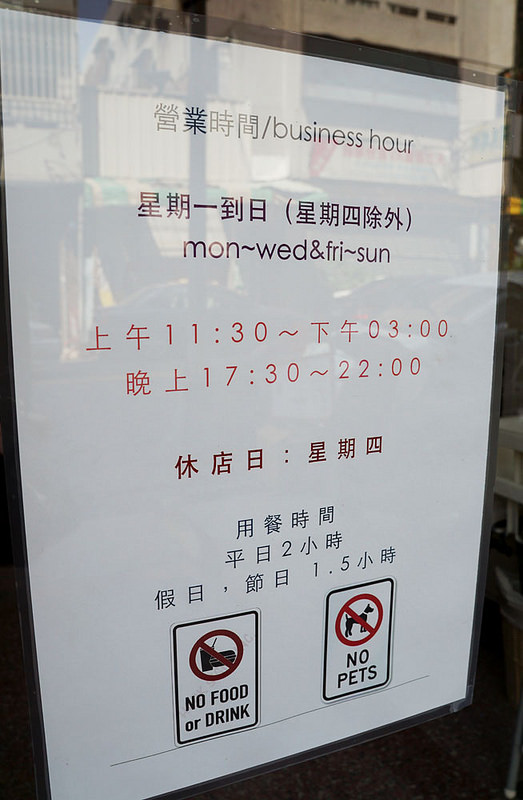 營業時間/business hour
星期一到日（星期四除外）
mon~wed&fri~sun
上午11:30～下午03:00
晚上17:30～22:00
休店日：星期四
用餐時間
平日2小時
假日，節日 1.5小時
NO FOOD
or DRINK
NO
PETS